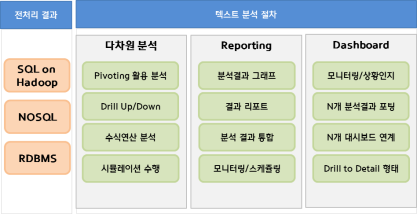 전처리 결과
텍스트 분석 절차
SQL on
Hadoop
NOSQL
RDBMS
다차원 분석
Pivoting 활용 분석
Drill Up/Down
수식연산 분석
시뮬레이션 수행
Reporting
분석결과 그래프
결과 리포트
분석 결과 통합
모니터링/스케쥴링
Dashboard
모니터링/상황인지
N개 분석결과 포팅
N개 대시보드 연계
Drill to Detail 형태